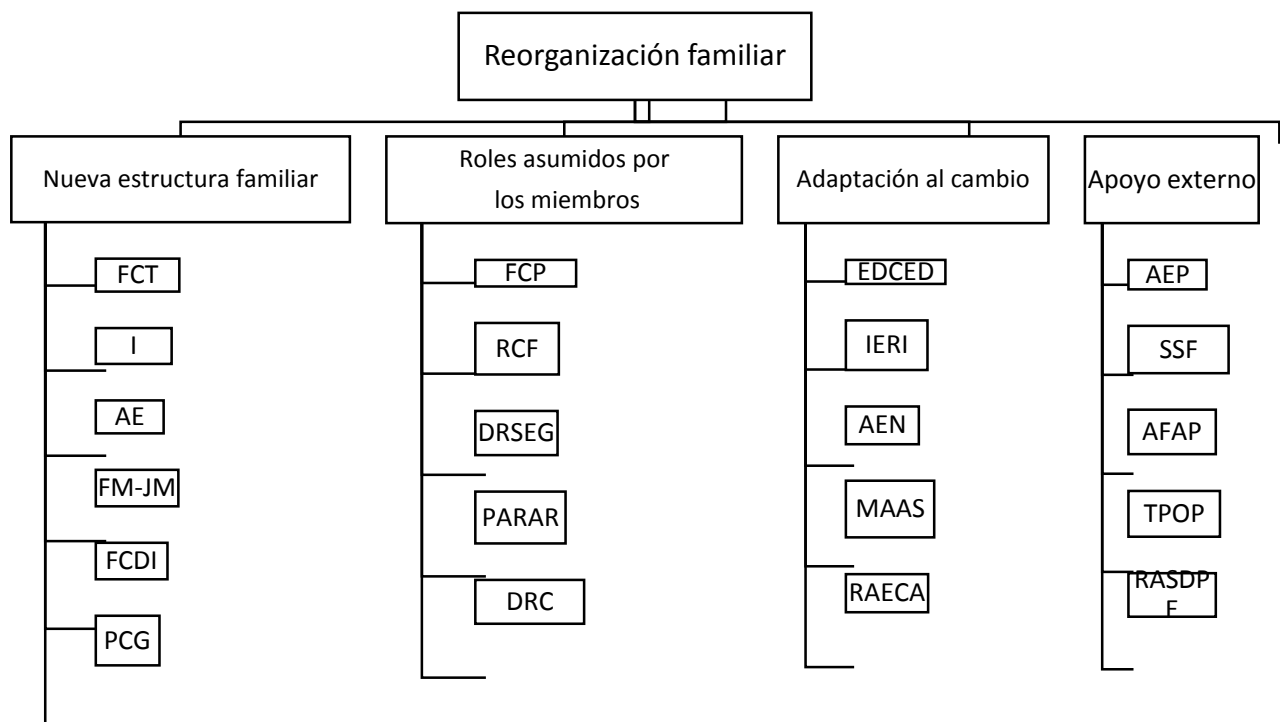 Reorganización familiar
Nueva estructura familiar
FCT
I
AE
FM-JM
FCDI
PCG
Roles asumidos por
los miembros
FCP
RCF
DRSEG
PARAR
DRC
Adaptación al cambio
EDCED
IERI
AEN
MAAS
RAECA
Apoyo externo
AEP
SSF
AFAP
TPOP
RASDP